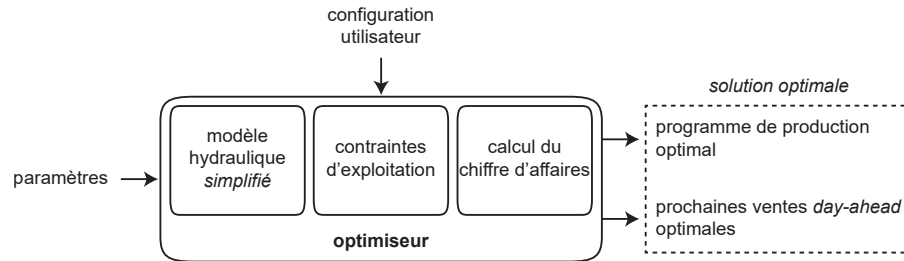 configuration
utilisateur
paramètres
modèle
hydraulique
simplifié
contraintes
d'exploitation
calcul du
chiffre d'affaires
optimiseur
solution optimale
programme de production
optimal
prochaines ventes day-ahead
optimales